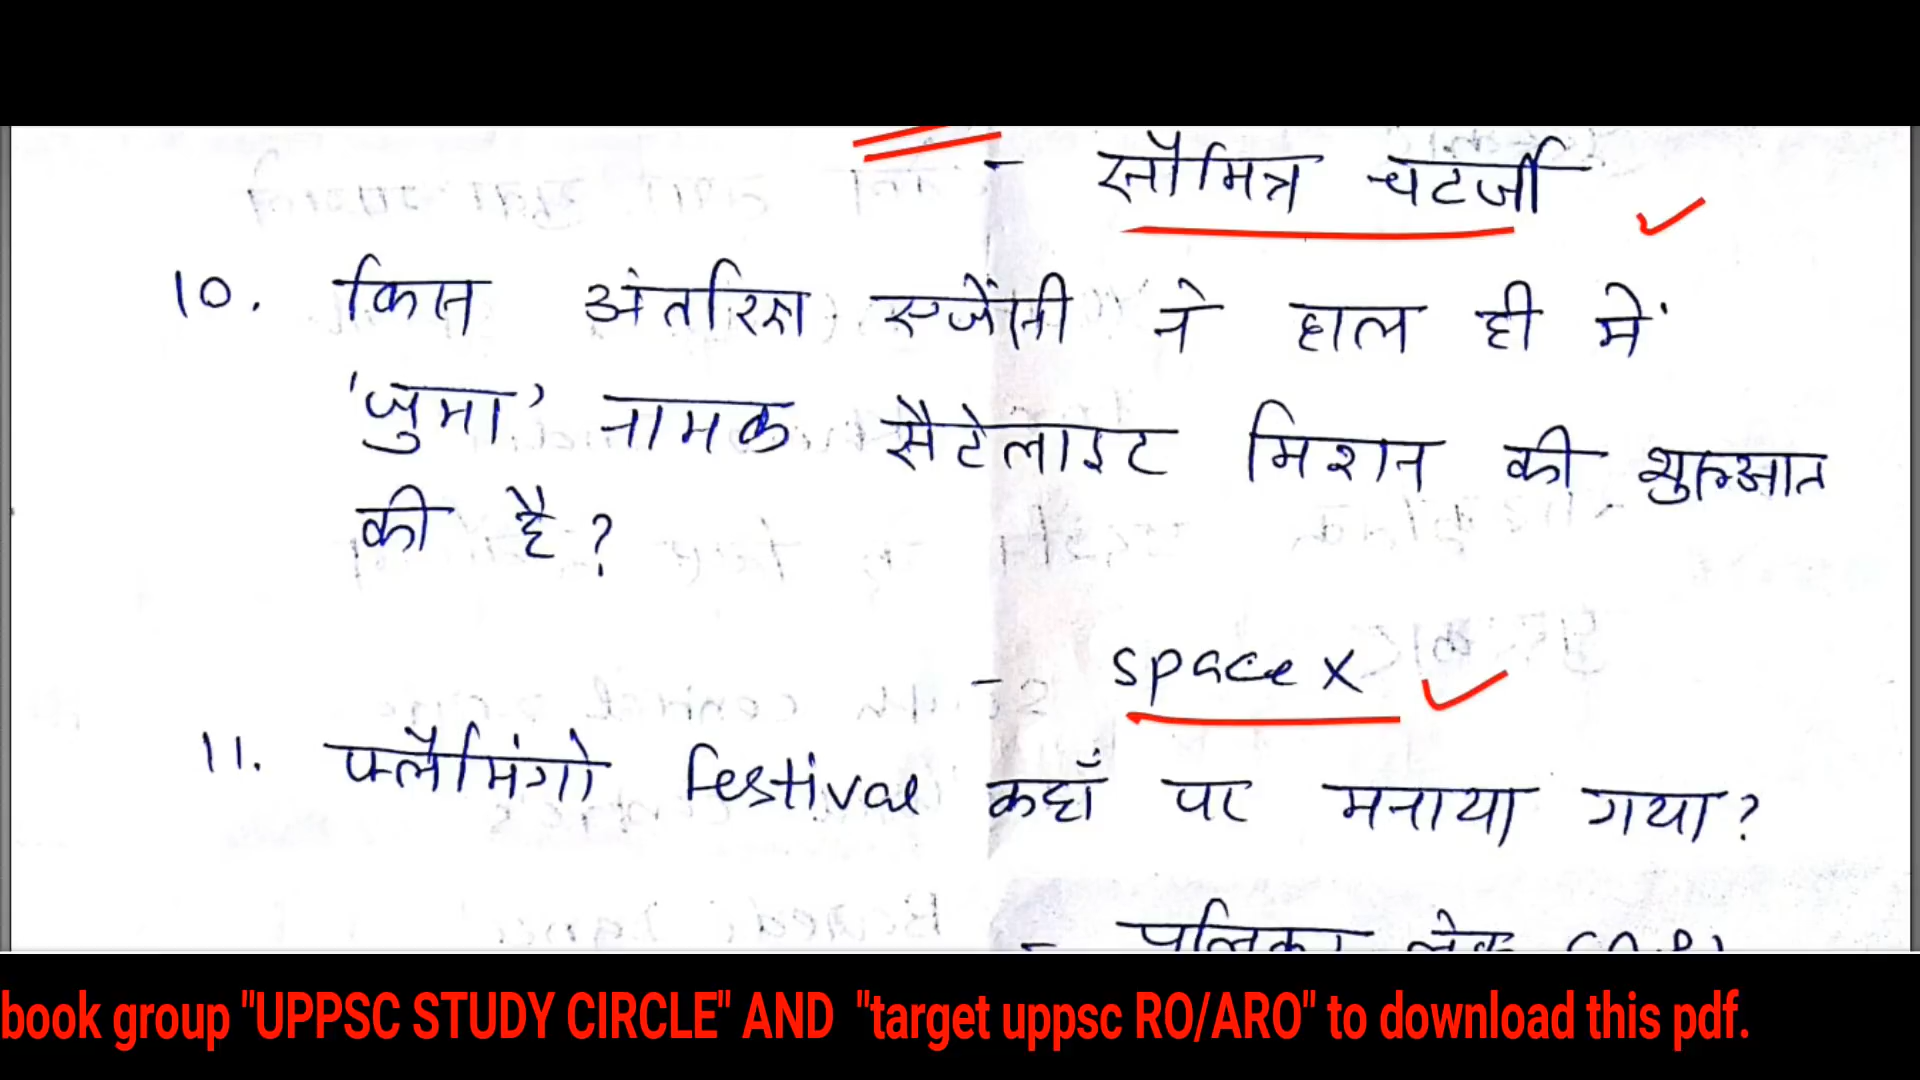 - सौमित्र चटर्जी
10. किस अंतरिक्ष एजेंसी ने हाल ही में
'जुमा' नामक सैटेलाइट मिशन की शुरुआत
की है?
- space X
11. फ्लैमिंगो festival कहाँ पर मनाया गया?
- पुलिकट लेक (A.P.)
book group "UPPSC STUDY CIRCLE" AND "target uppsc RO/ARO" to download this pdf.